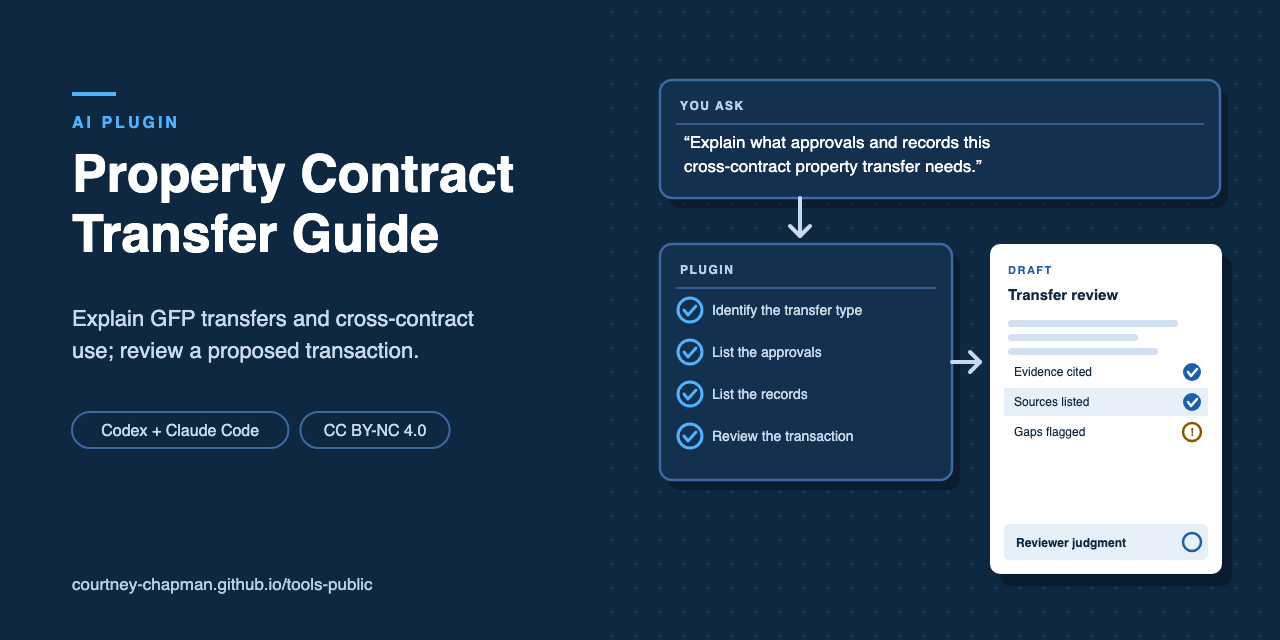 AI PLUGIN
Property Contract
Transfer Guide
Explain GFP transfers and cross-contract
use; review a proposed transaction.
Codex + Claude Code
CC BY-NC 4.0
courtney-chapman.github.io/tools-public
YOU ASK
“Explain what approvals and records this
cross-contract property transfer needs.”
PLUGIN
Identify the transfer type
List the approvals
List the records
Review the transaction
DRAFT
Transfer review
Evidence cited
Sources listed
Gaps flagged
!
Reviewer judgment